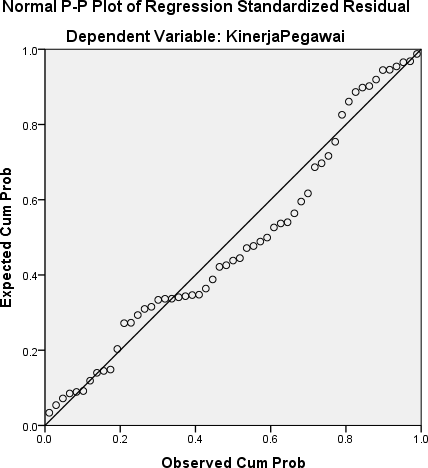 Normal P-P Plot of Regression Standardized Residual
Dependent Variable: KinerjaPegawai
Expected Cum Prob
1.0
0.8
0.6
0.4
0.2
0.0
0.0 0.2 0.4 0.6 0.8 1.0
Observed Cum Prob